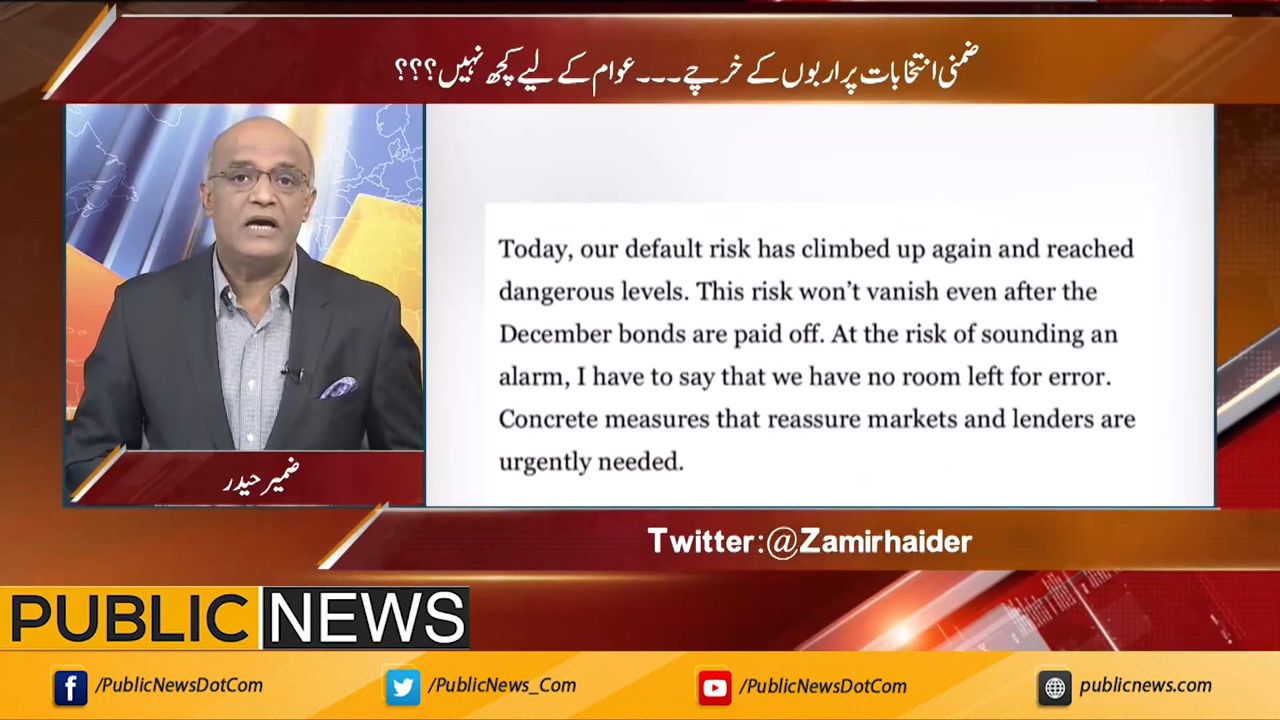 ضمنی انتخابات پر اربوں کے خرچے۔۔۔عوام کے لیے کچھ نہیں؟؟؟
Today, our default risk has climbed up again and reached
dangerous levels. This risk won’t vanish even after the
December bonds are paid off. At the risk of sounding an
alarm, I have to say that we have no room left for error.
Concrete measures that reassure markets and lenders are
urgently needed.
ضمیر حیدر
Twitter:@Zamirhaider
PUBLIC NEWS
/PublicNewsDotCom
/PublicNews_Com
/PublicNewsDotCom
publicnews.com